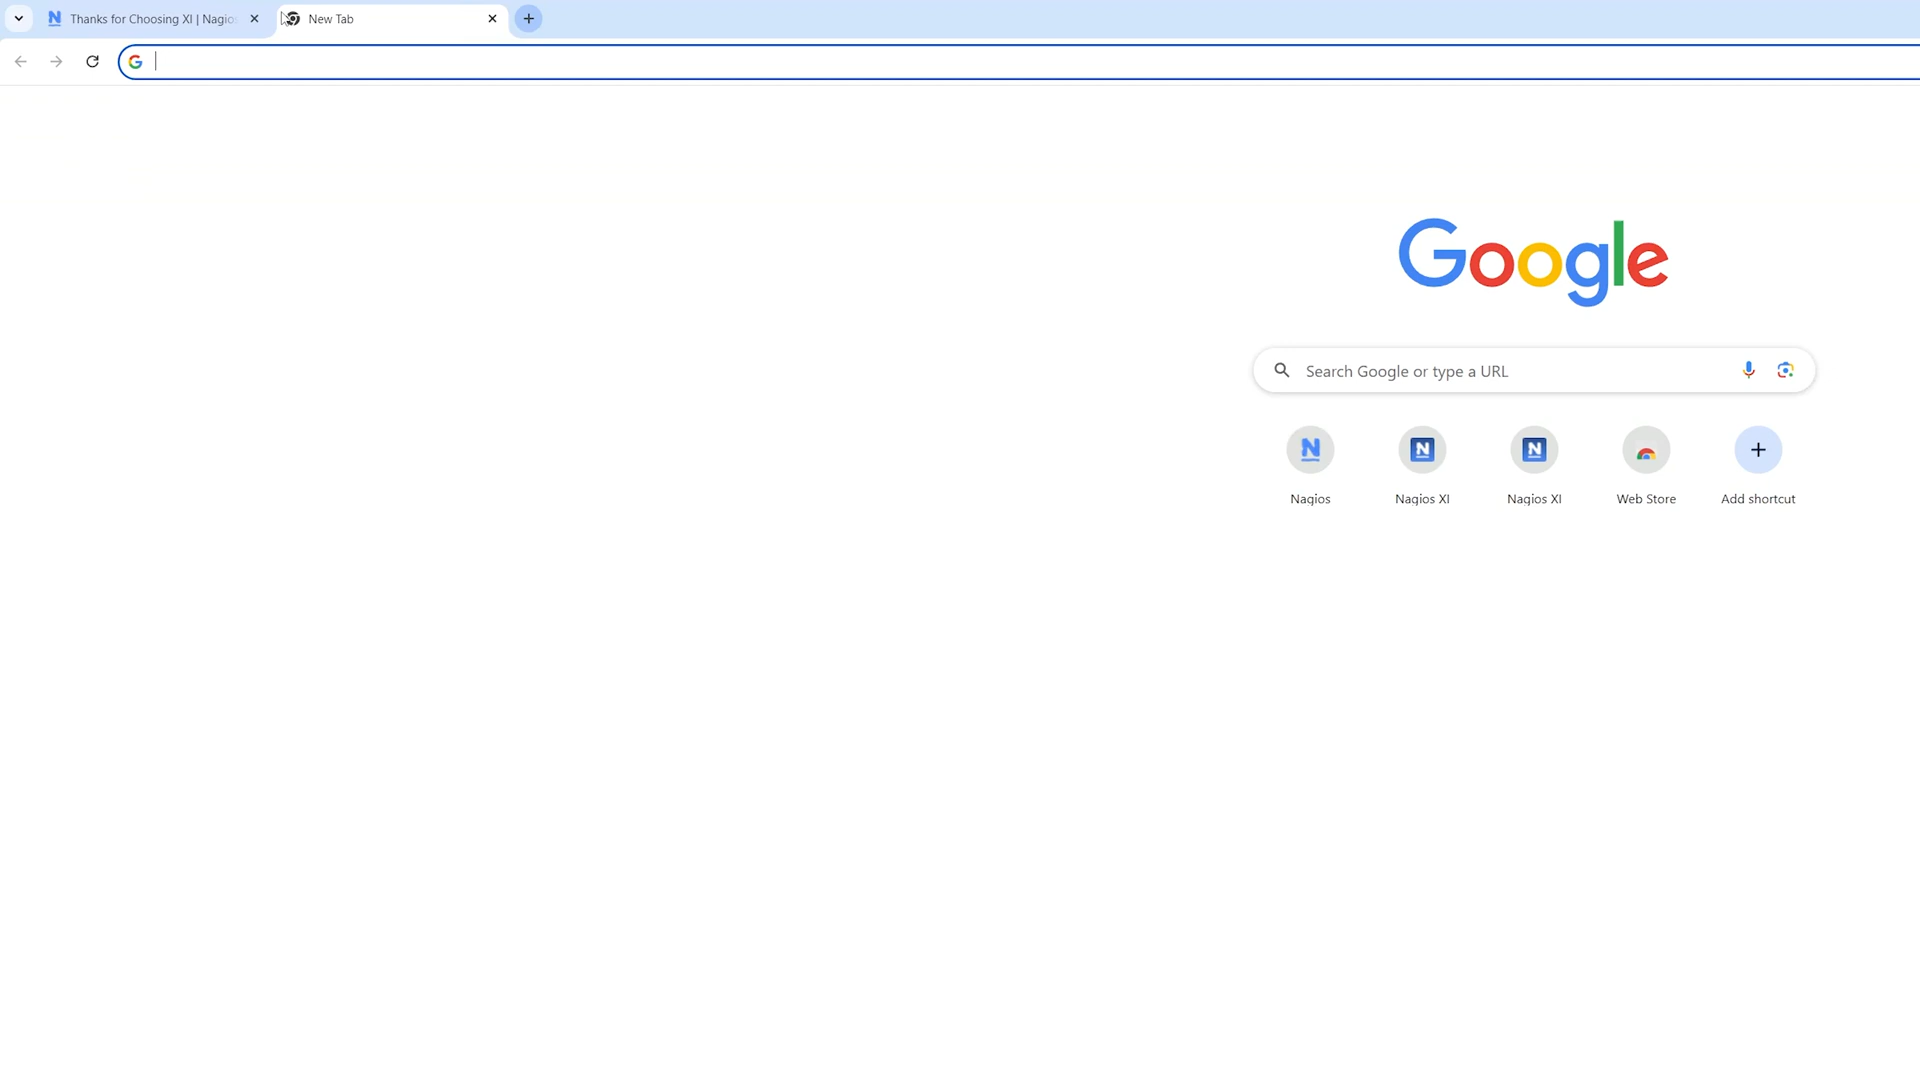 Thanks for Choosing XI | Nagio
New Tab
Google
Search Google or type a URL
Nagios
Nagios XI
Nagios XI
Web Store
Add shortcut